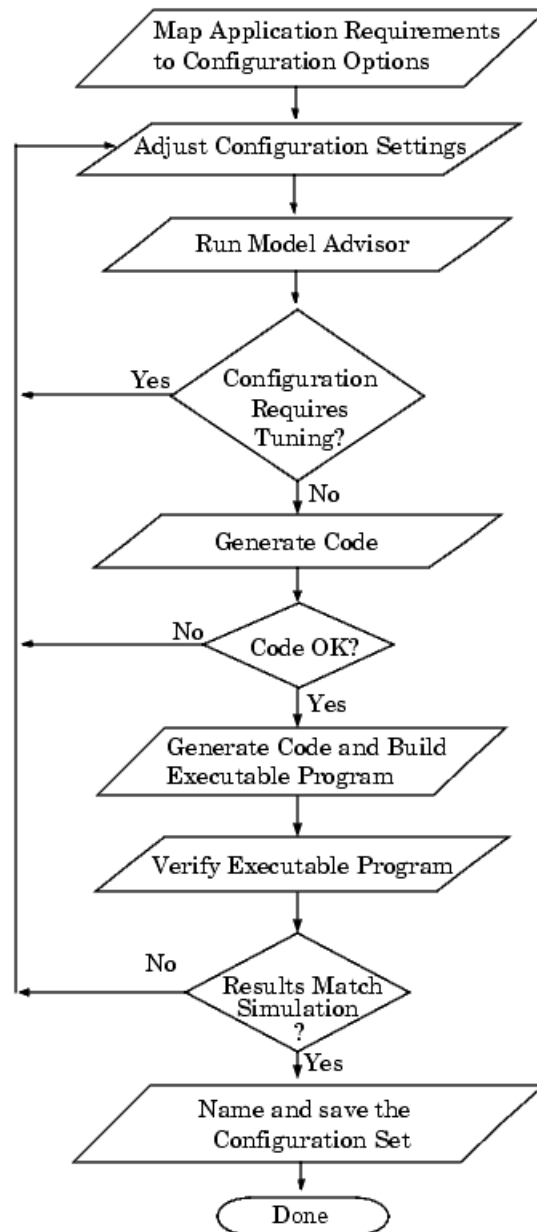 Map Application Requirements
to Configuration Options
Adjust Configuration Settings
Run Model Advisor
Yes
Configuration
Requires
Tuning?
No
Generate Code
No
Code OK?
Yes
Generate Code and Build
Executable Program
Verify Executable Program
No
Results Match
Simulation
?
Yes
Name and save the
Configuration Set
Done